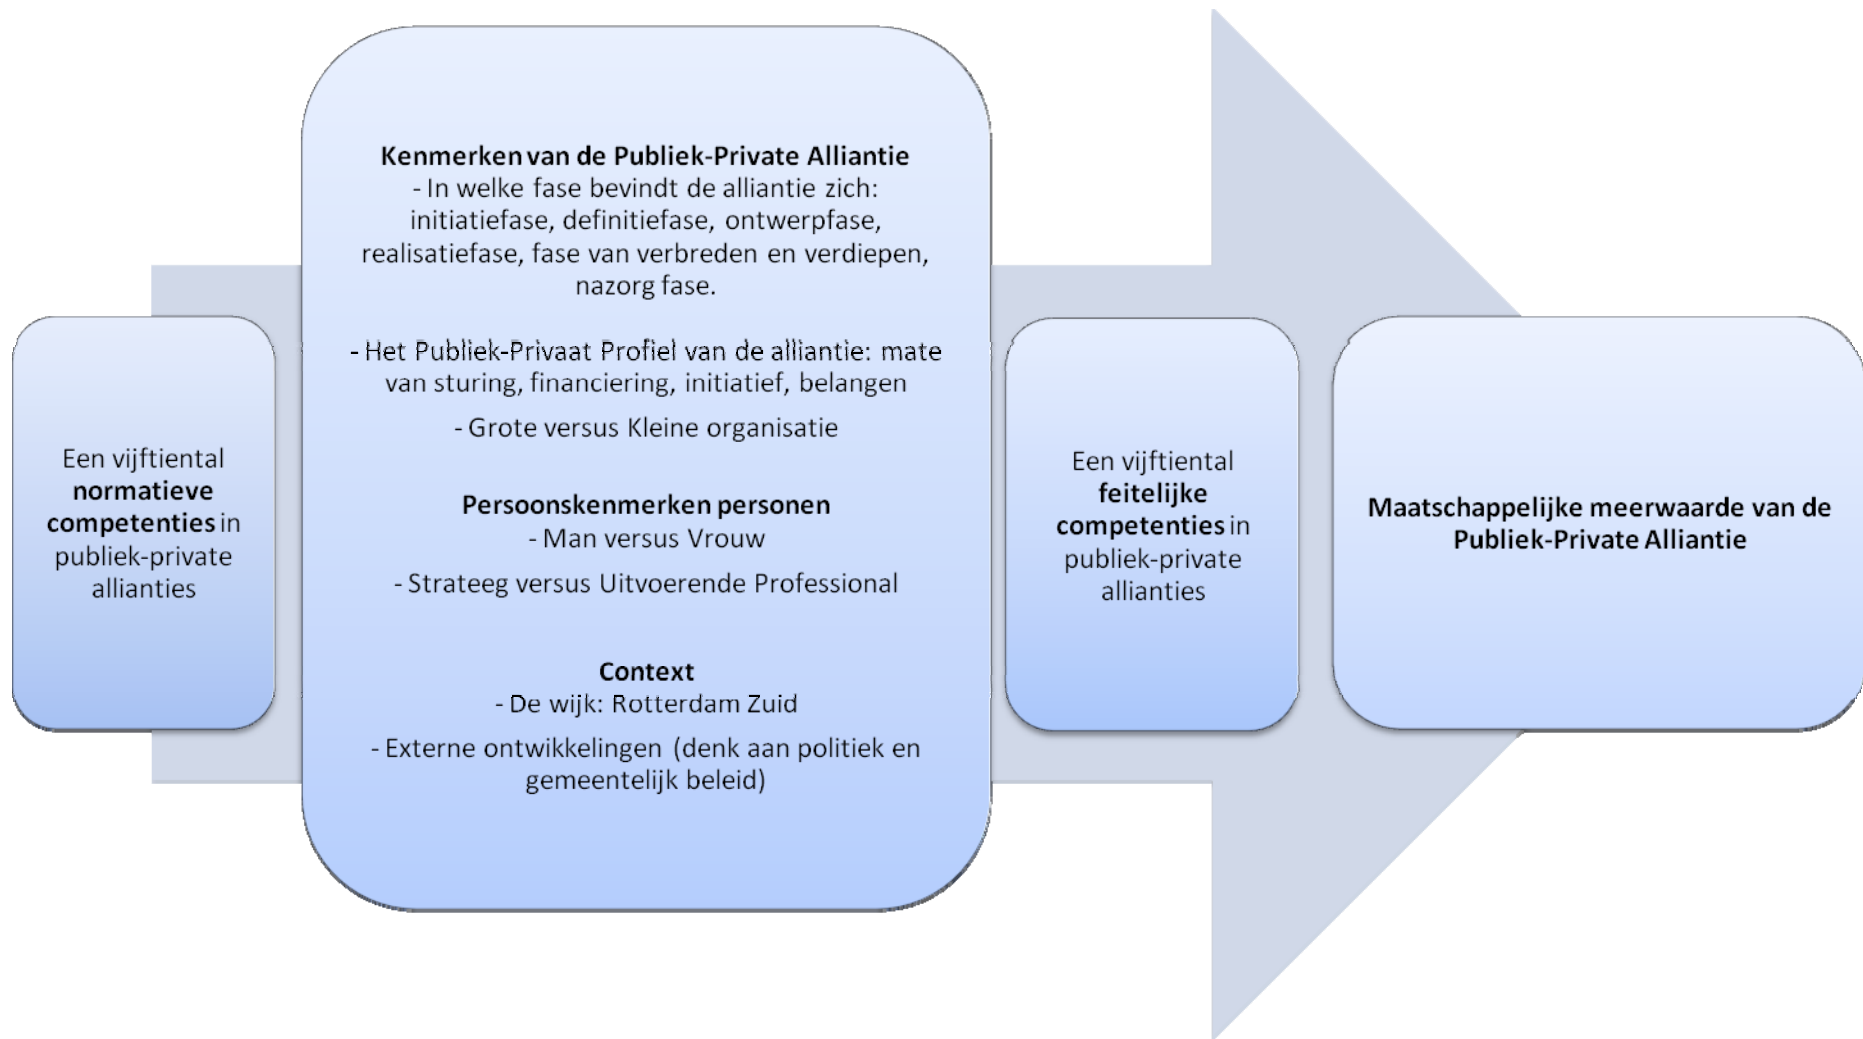 Een vijftiental
normatieve
competenties in
publiek-private
allianties
Kenmerken van de Publiek-Private Alliantie
- In welke fase bevindt de alliantie zich:
initiatiefase, definitiefase, ontwerpfase,
realisatiefase, fase van verbreden en verdiepen,
nazorg fase.
- Het Publiek-Privaat Profiel van de alliantie: mate
van sturing, financiering, initiatief, belangen
- Grote versus Kleine organisatie
Persoonskenmerken personen
- Man versus Vrouw
- Strateeg versus Uitvoerende Professional
Context
- De wijk: Rotterdam Zuid
- Externe ontwikkelingen (denk aan politiek en
gemeentelijk beleid)
Een vijftiental
feitelijke
competenties in
publiek-private
allianties
Maatschappelijke meerwaarde van de
Publiek-Private Alliantie